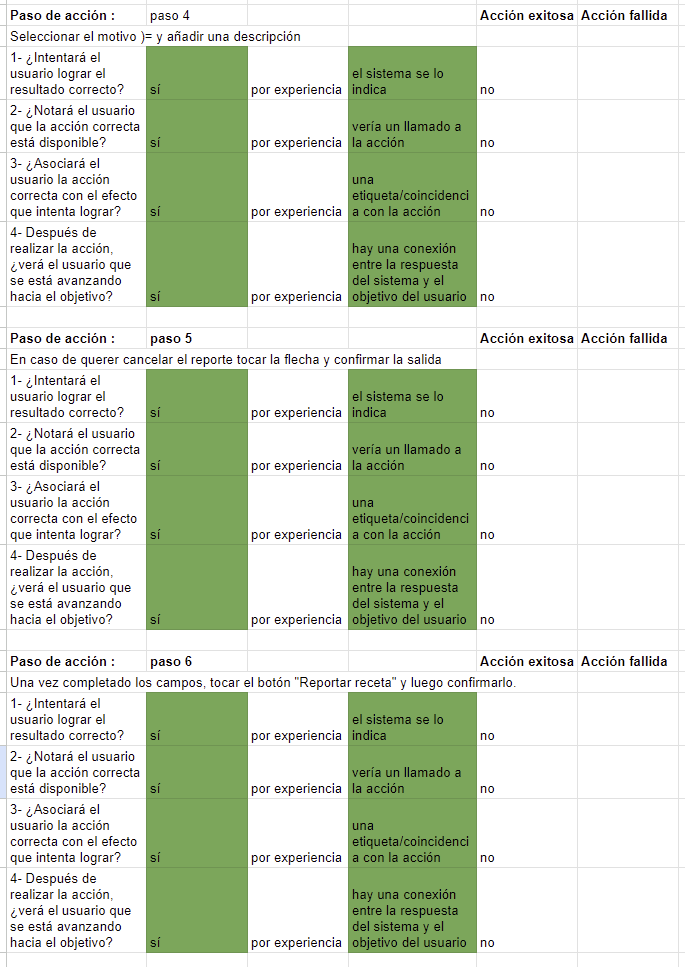 Paso de acción : paso 4 Acción exitosa Acción fallida
Seleccionar el motivo )= y añadir una descripción
1- ¿Intentará el
usuario lograr el
resultado correcto?
sí
por experiencia
el sistema se lo
indica
no
2- ¿Notará el usuario
que la acción correcta
está disponible?
sí
por experiencia
vería un llamado a
la acción
no
3- ¿Asociará el
usuario la acción
correcta con el efecto
que intenta lograr?
sí
por experiencia
una
etiqueta/coincidenci
a con la acción
no
4- Después de
realizar la acción,
¿verá el usuario que
se está avanzando
hacia el objetivo?
sí
por experiencia
hay una conexión
entre la respuesta
del sistema y el
objetivo del usuario
no
Paso de acción : paso 5 Acción exitosa Acción fallida
En caso de querer cancelar el reporte tocar la flecha y confirmar la salida
1- ¿Intentará el
usuario lograr el
resultado correcto?
sí
por experiencia
el sistema se lo
indica
no
2- ¿Notará el usuario
que la acción correcta
está disponible?
sí
por experiencia
vería un llamado a
la acción
no
3- ¿Asociará el
usuario la acción
correcta con el efecto
que intenta lograr?
sí
por experiencia
una
etiqueta/coincidenci
a con la acción
no
4- Después de
realizar la acción,
¿verá el usuario que
se está avanzando
hacia el objetivo?
sí
por experiencia
hay una conexión
entre la respuesta
del sistema y el
objetivo del usuario
no
Paso de acción : paso 6 Acción exitosa Acción fallida
Una vez completado los campos, tocar el botón "Reportar receta" y luego confirmarlo.
1- ¿Intentará el
usuario lograr el
resultado correcto?
sí
por experiencia
el sistema se lo
indica
no
2- ¿Notará el usuario
que la acción correcta
está disponible?
sí
por experiencia
vería un llamado a
la acción
no
3- ¿Asociará el
usuario la acción
correcta con el efecto
que intenta lograr?
sí
por experiencia
una
etiqueta/coincidenci
a con la acción
no
4- Después de
realizar la acción,
¿verá el usuario que
se está avanzando
hacia el objetivo?
sí
por experiencia
hay una conexión
entre la respuesta
del sistema y el
objetivo del usuario
no